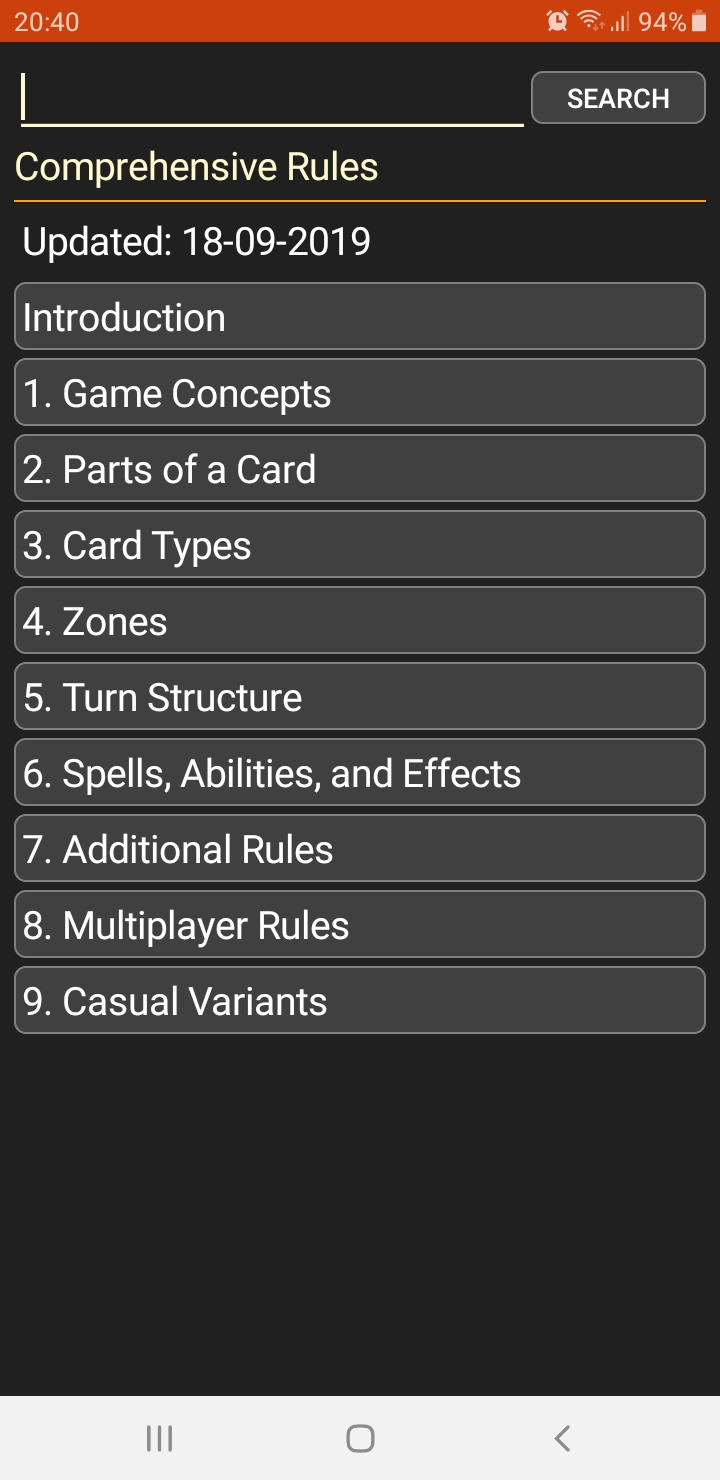 20:40 94%
SEARCH
Comprehensive Rules
Updated: 18-09-2019
Introduction
1. Game Concepts
2. Parts of a Card
3. Card Types
4. Zones
5. Turn Structure
6. Spells, Abilities, and Effects
7. Additional Rules
8. Multiplayer Rules
9. Casual Variants